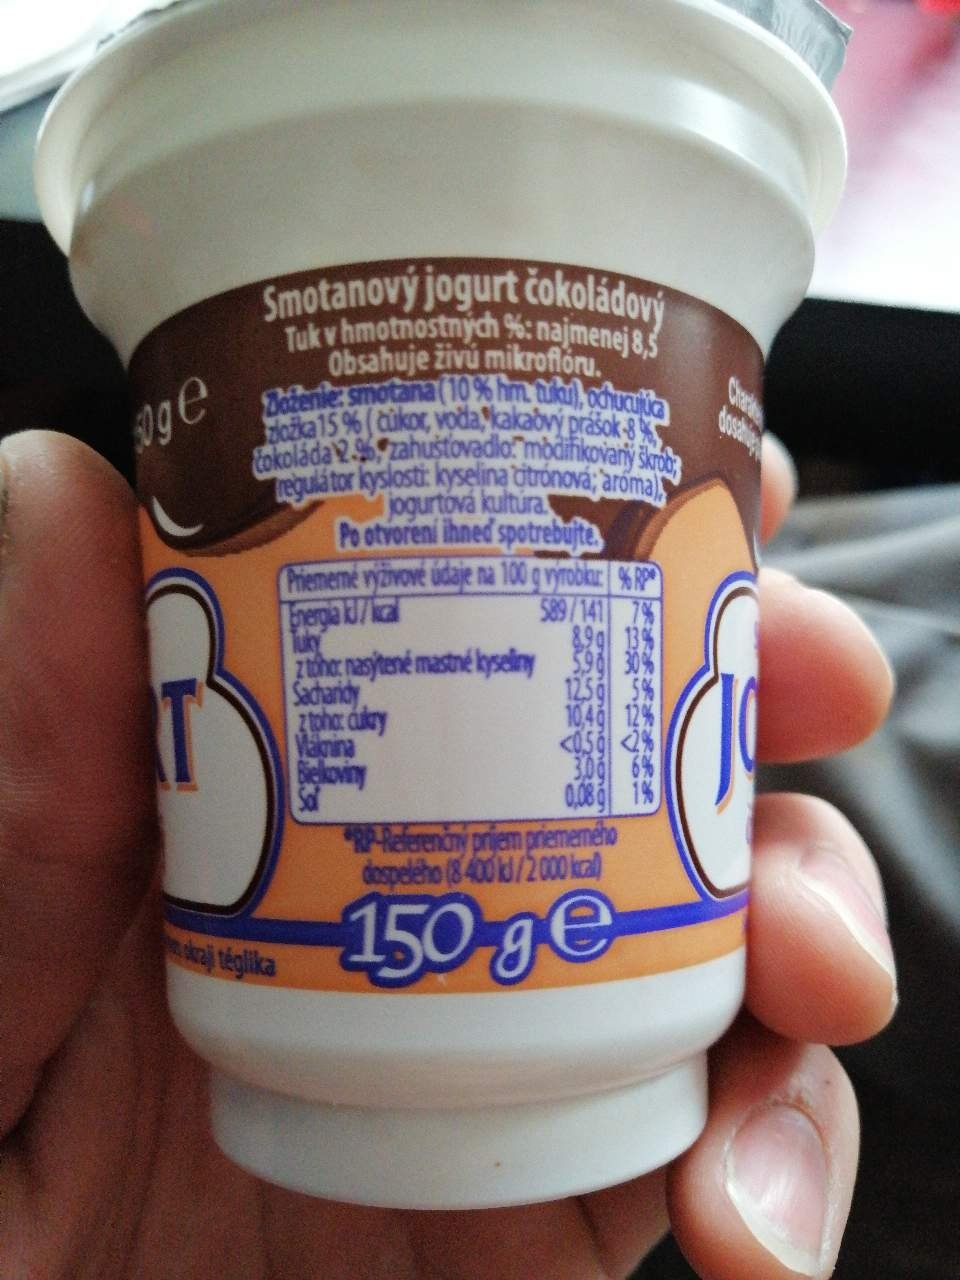 Smotanový jogurt čokoládový
Tuk v hmotnostných %: najmenej 8,5
Obsahuje živú mikroflóru.
Zloženie: smotana (10 % hm. tuku), ochucujúca
zložka 15 % ( cukor, voda, kakaový prášok 8 %,
čokoláda 2 %, zahusťovadlo: modifikovaný škrob;
regulátor kyslosti: kyselina citrónová; aróma),
jogurtová kultúra.
Po otvorení ihneď spotrebujte.
Priemerné výživové údaje na 100 g výrobku: % RP*
Energia kJ / kcal 589 / 141 7%
Tuky 8,9 g 13%
z toho: nasýtené mastné kyseliny 5,9 g 30%
Sacharidy 12,5 g 5%
z toho: cukry 10,4 g 12%
Vláknina <0,5 g <2%
Bielkoviny 3,0 g 6%
Soľ 0,08 g 1%
*RP-Referenčný príjem priemerného
dospelého (8 400 kJ / 2 000 kcal)
150 g e
okraji téglika